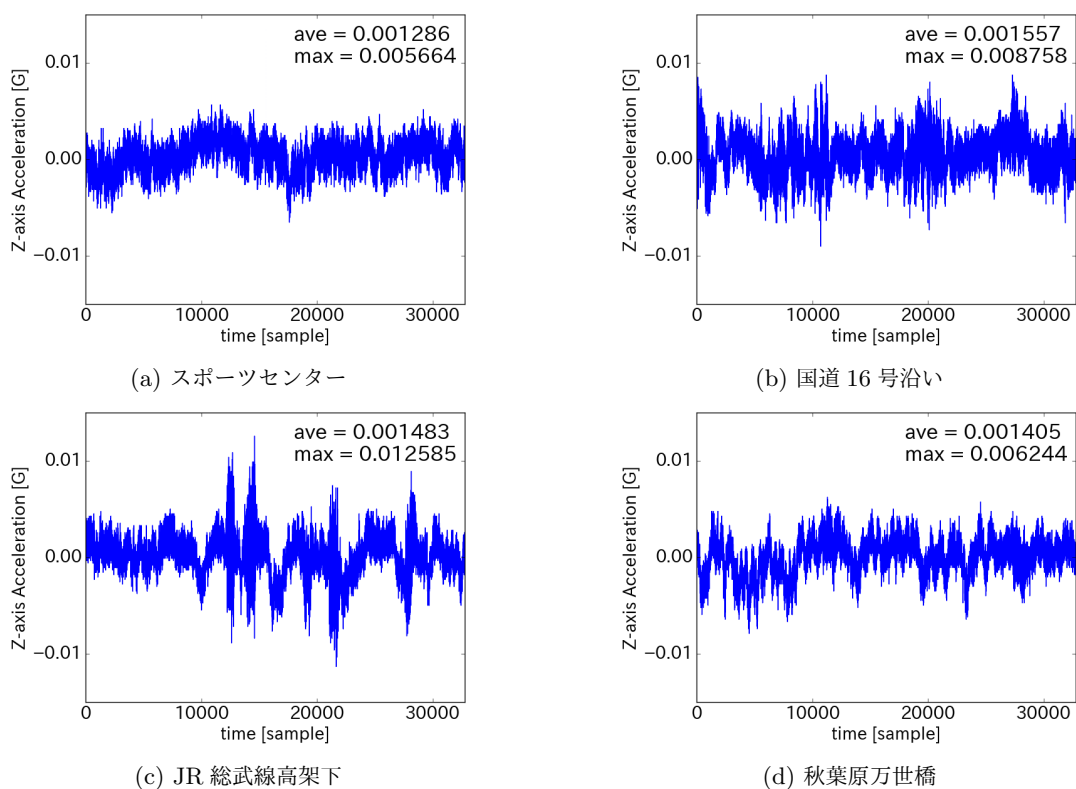 ave = 0.001286
max = 0.005664
0.01
0.00
−0.01
Z-axis Acceleration [G]
0 10000 20000 30000
time [sample]
(a) スポーツセンター
ave = 0.001557
max = 0.008758
0.01
0.00
−0.01
Z-axis Acceleration [G]
0 10000 20000 30000
time [sample]
(b) 国道 16 号沿い
ave = 0.001483
max = 0.012585
0.01
0.00
−0.01
Z-axis Acceleration [G]
0 10000 20000 30000
time [sample]
(c) JR 総武線高架下
ave = 0.001405
max = 0.006244
0.01
0.00
−0.01
Z-axis Acceleration [G]
0 10000 20000 30000
time [sample]
(d) 秋葉原万世橋